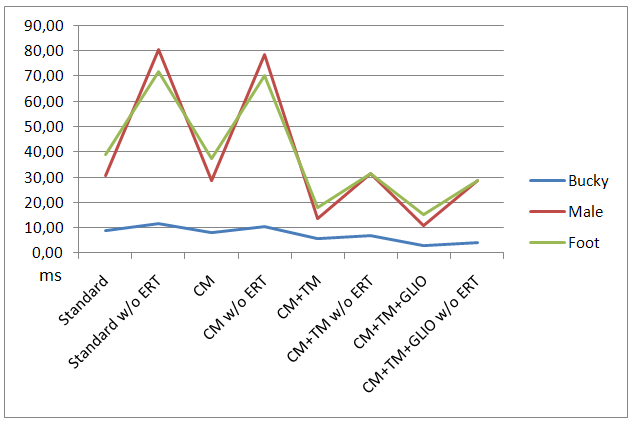 90,00
80,00
70,00
60,00
50,00
40,00
30,00
20,00
10,00
0,00
ms
Standard
Standard w/o ERT
CM
CM w/o ERT
CM+TM
CM+TM w/o ERT
CM+TM+GLIO
CM+TM+GLIO w/o ERT
Bucky
Male
Foot